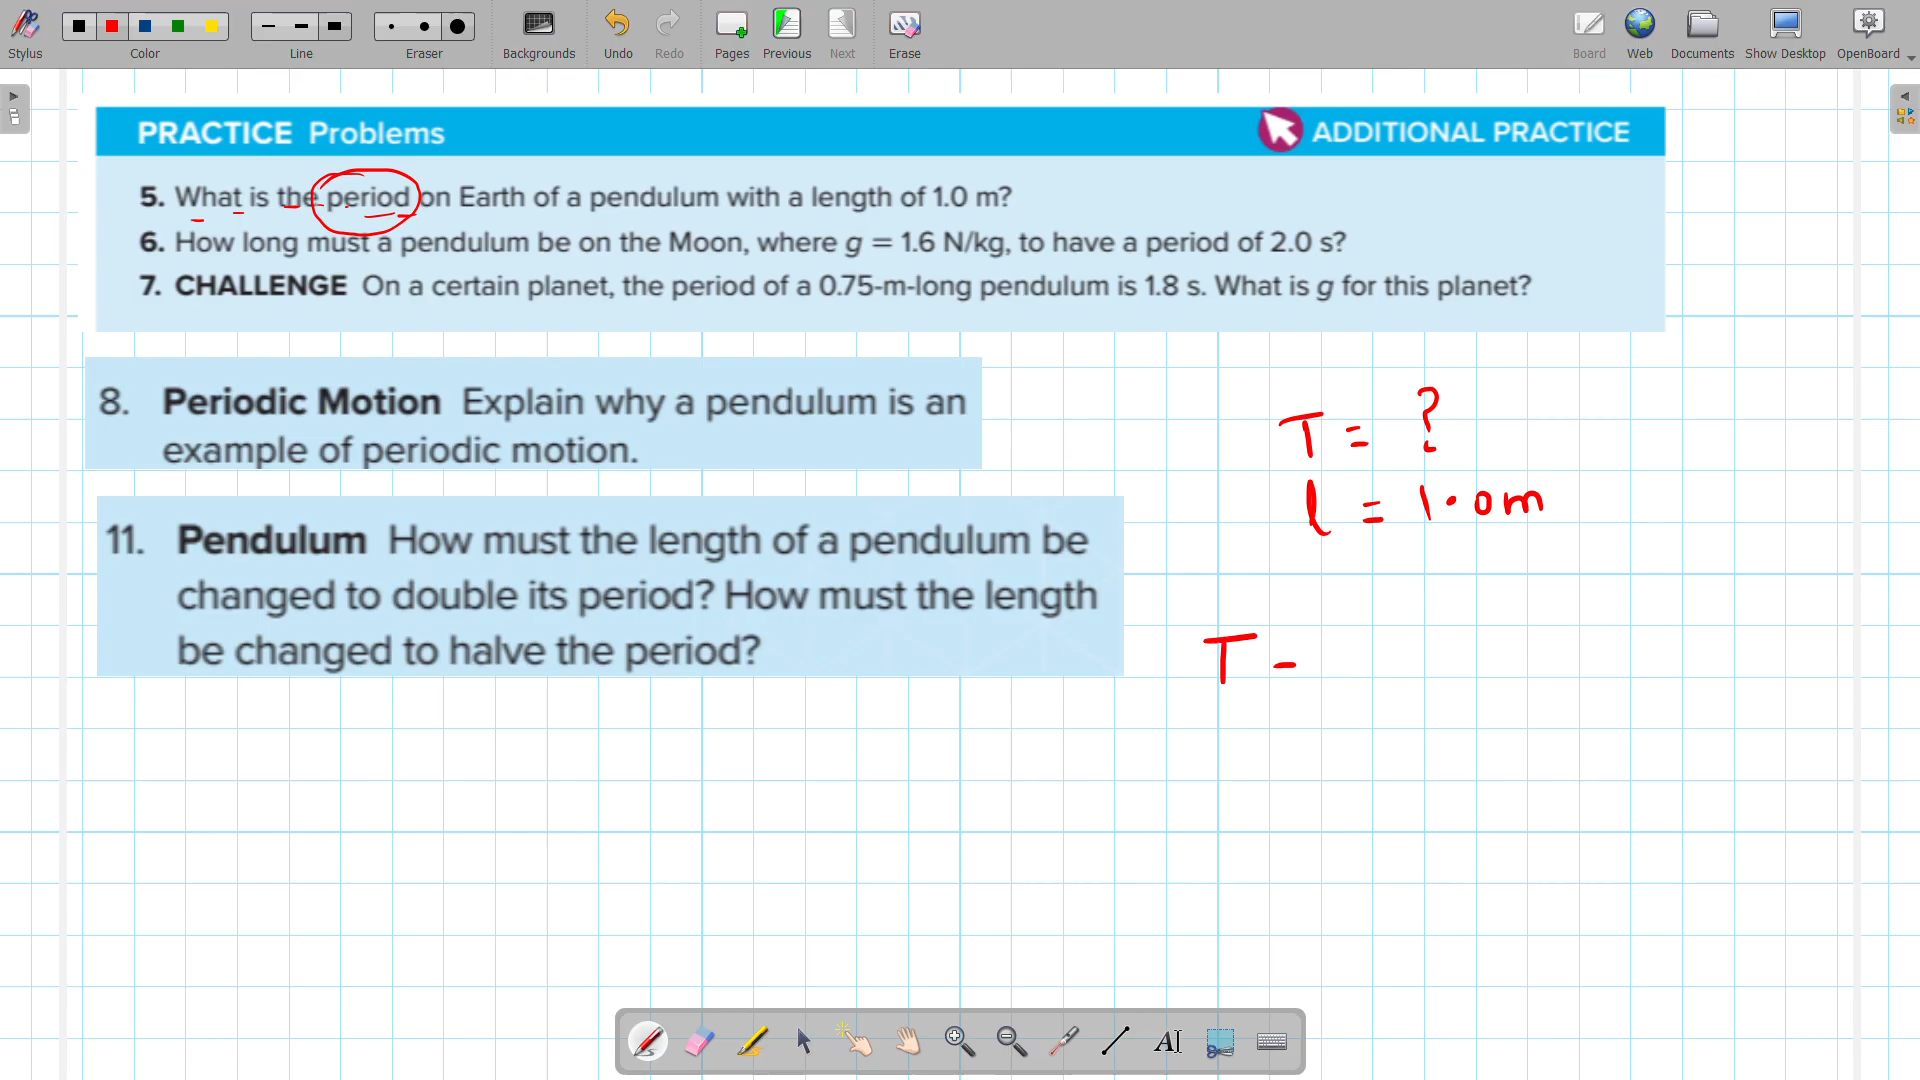 Stylus
Color
Line
Eraser
Backgrounds
Undo
Redo
Pages
Previous
Next
Erase
Board
Web
Documents
Show Desktop
OpenBoard
PRACTICE Problems
ADDITIONAL PRACTICE
5. What is the period on Earth of a pendulum with a length of 1.0 m?
6. How long must a pendulum be on the Moon, where g = 1.6 N/kg, to have a period of 2.0 s?
7. CHALLENGE On a certain planet, the period of a 0.75-m-long pendulum is 1.8 s. What is g for this planet?
8. Periodic Motion Explain why a pendulum is an
example of periodic motion.
T = ?
l = 1.0m
11. Pendulum How must the length of a pendulum be
changed to double its period? How must the length
be changed to halve the period?
T -